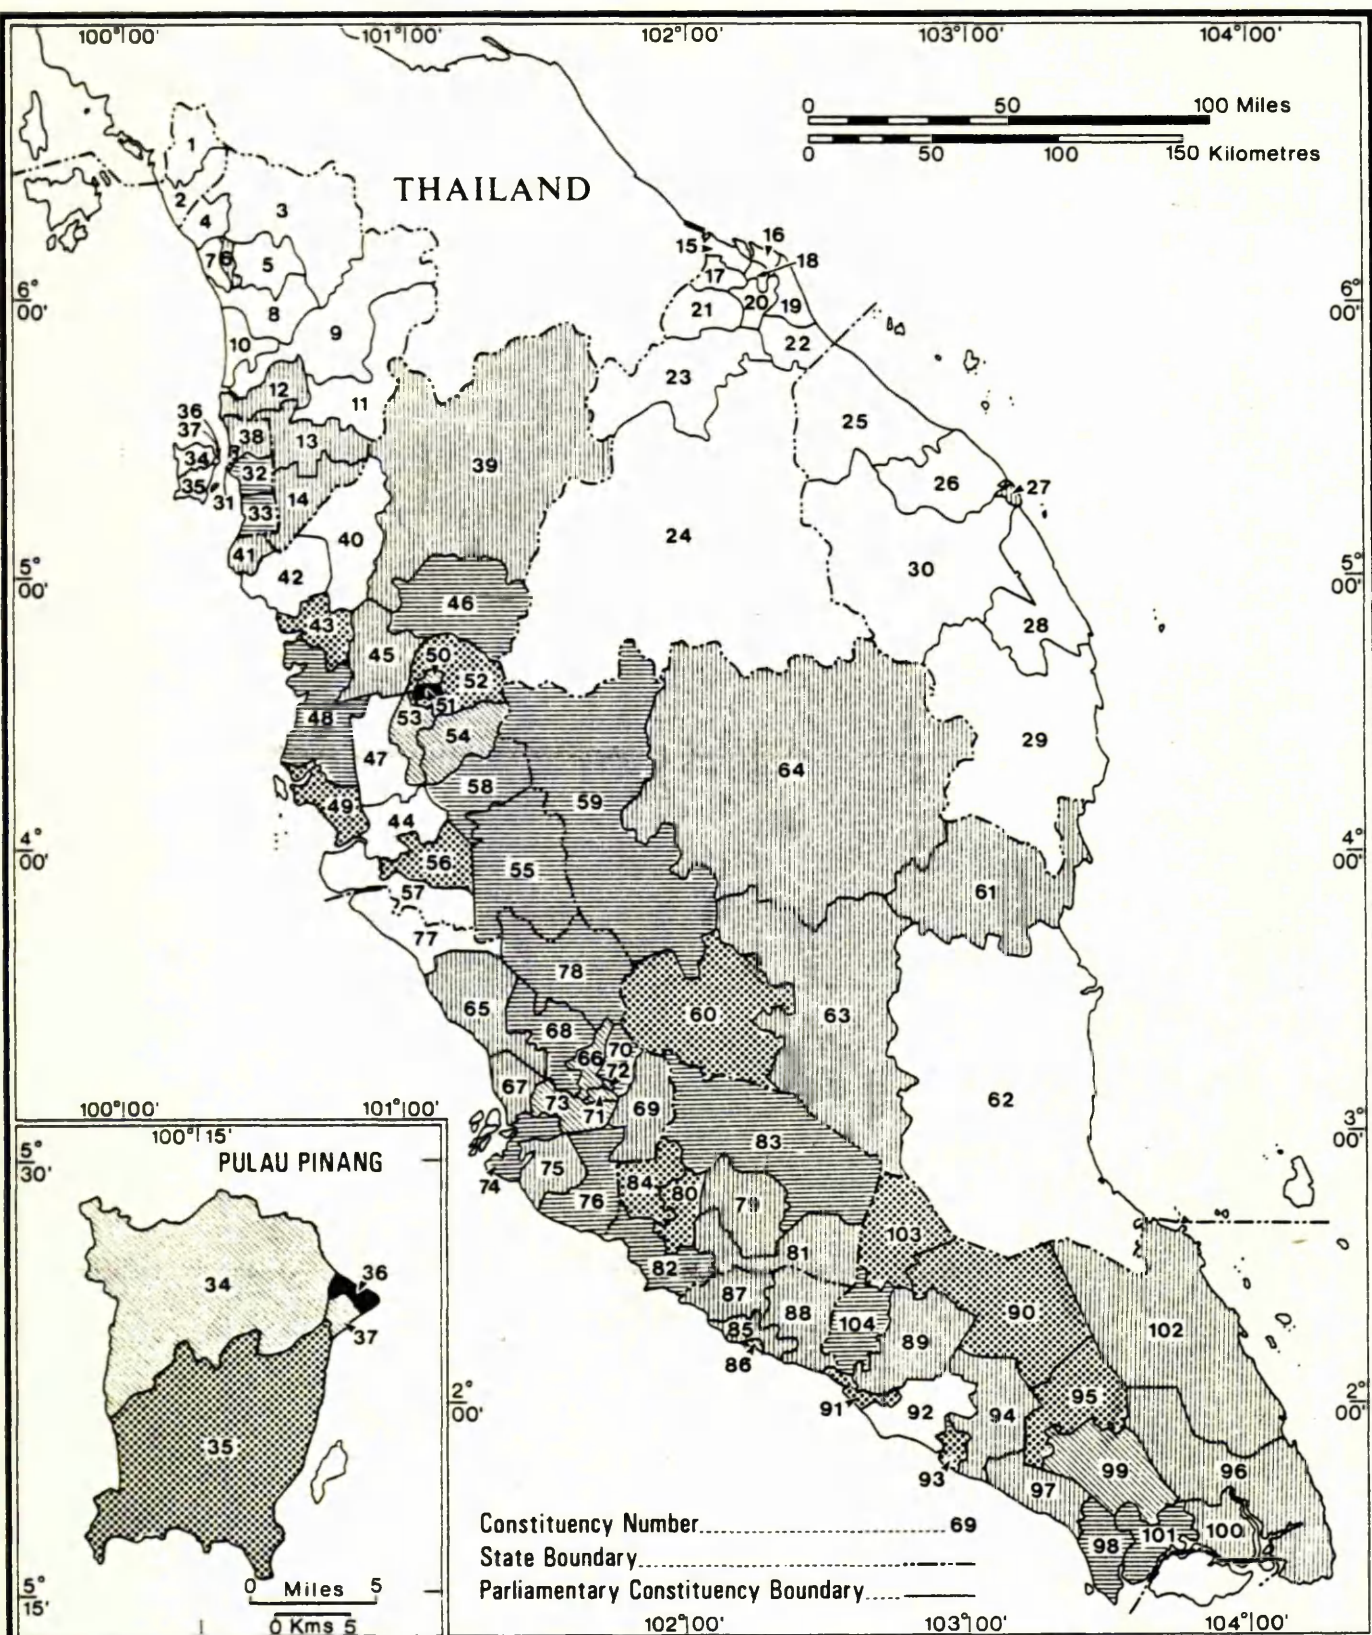 100°00' 101°00' 102°00' 103°00' 104°00'
0 50 100 Miles
0 50 100 150 Kilometres
THAILAND
1
2 3
4
15 16
7 6 5 17 18
6° 00' 8 21 20 19 6° 00'
10 9 22
23
12 11
36 25
37 38 13
34 32 39 26 27
35 31 33 14
24
40
41 30
5° 00' 42 5° 00'
46
43 28
45 50
52
48 51
53 54 29
47
64
58 59
49
44
4° 00' 56 55 4° 00'
57 61
77
78
65 60 63
68
66 70
72
67 62
73 71 69
100°00' 101°00'
83 3° 00'
75
74 84 80 79
76
103
81
82
87 90
88 104 102
85 89
86
95
2° 00' 91 92 94 2° 00'
93 99 96
97
98 101 100
100°15'
5° 30' PULAU PINANG
34 36
37
35
0 Miles 5
0 Kms 5
5° 15'
Constituency Number 69
State Boundary
Parliamentary Constituency Boundary
102°00' 103°00' 104°00'